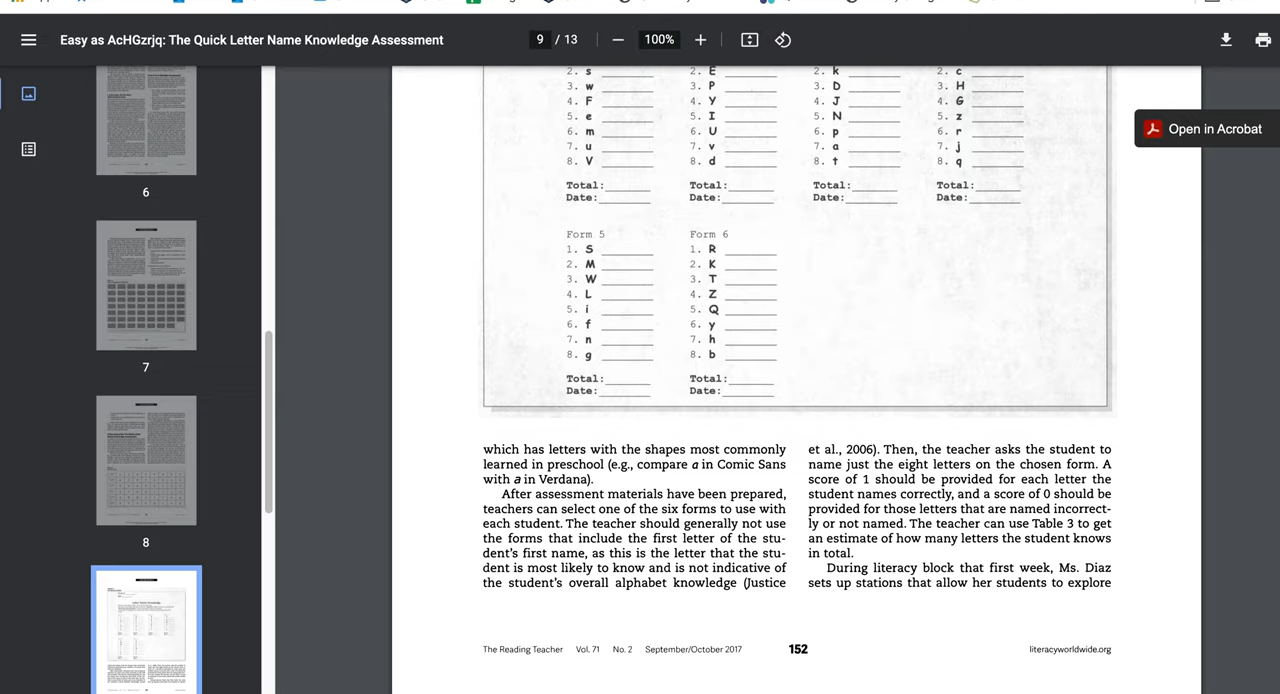 Easy as AcHGzrjq: The Quick Letter Name Knowledge Assessment
9 / 13
100%
Open in Acrobat
6
7
8
2. s
3. w
4. F
5. e
6. m
7. u
8. V
Total:
Date:
2. E
3. P
4. Y
5. I
6. U
7. v
8. d
Total:
Date:
2. k
3. D
4. J
5. N
6. p
7. a
8. t
Total:
Date:
2. c
3. H
4. G
5. z
6. r
7. j
8. q
Total:
Date:
Form 5
1. S
2. M
3. W
4. L
5. i
6. f
7. n
8. g
Total:
Date:
Form 6
1. R
2. K
3. T
4. Z
5. Q
6. y
7. h
8. b
Total:
Date:
which has letters with the shapes most commonly
learned in preschool (e.g., compare a in Comic Sans
with a in Verdana).
After assessment materials have been prepared,
teachers can select one of the six forms to use with
each student. The teacher should generally not use
the forms that include the first letter of the stu-
dent's first name, as this is the letter that the stu-
dent is most likely to know and is not indicative of
the student's overall alphabet knowledge (Justice
et al., 2006). Then, the teacher asks the student to
name just the eight letters on the chosen form. A
score of 1 should be provided for each letter the
student names correctly, and a score of 0 should be
provided for those letters that are named incorrect-
ly or not named. The teacher can use Table 3 to get
an estimate of how many letters the student knows
in total.
During literacy block that first week, Ms. Diaz
sets up stations that allow her students to explore
The Reading Teacher Vol. 71 No. 2 September/October 2017
152
literacyworldwide.org